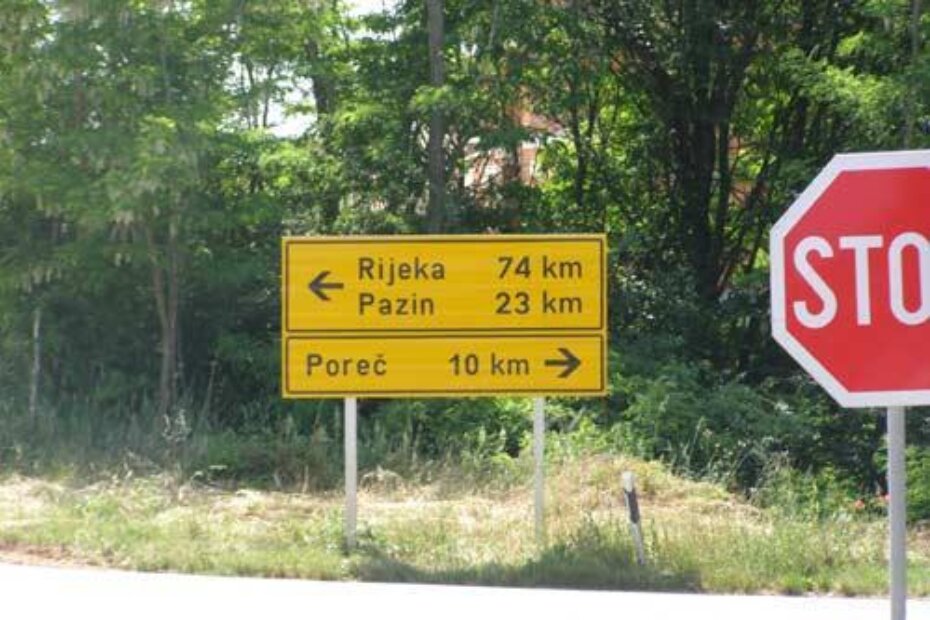 Rijeka 74 km
Pazin 23 km
Poreč 10 km
STO